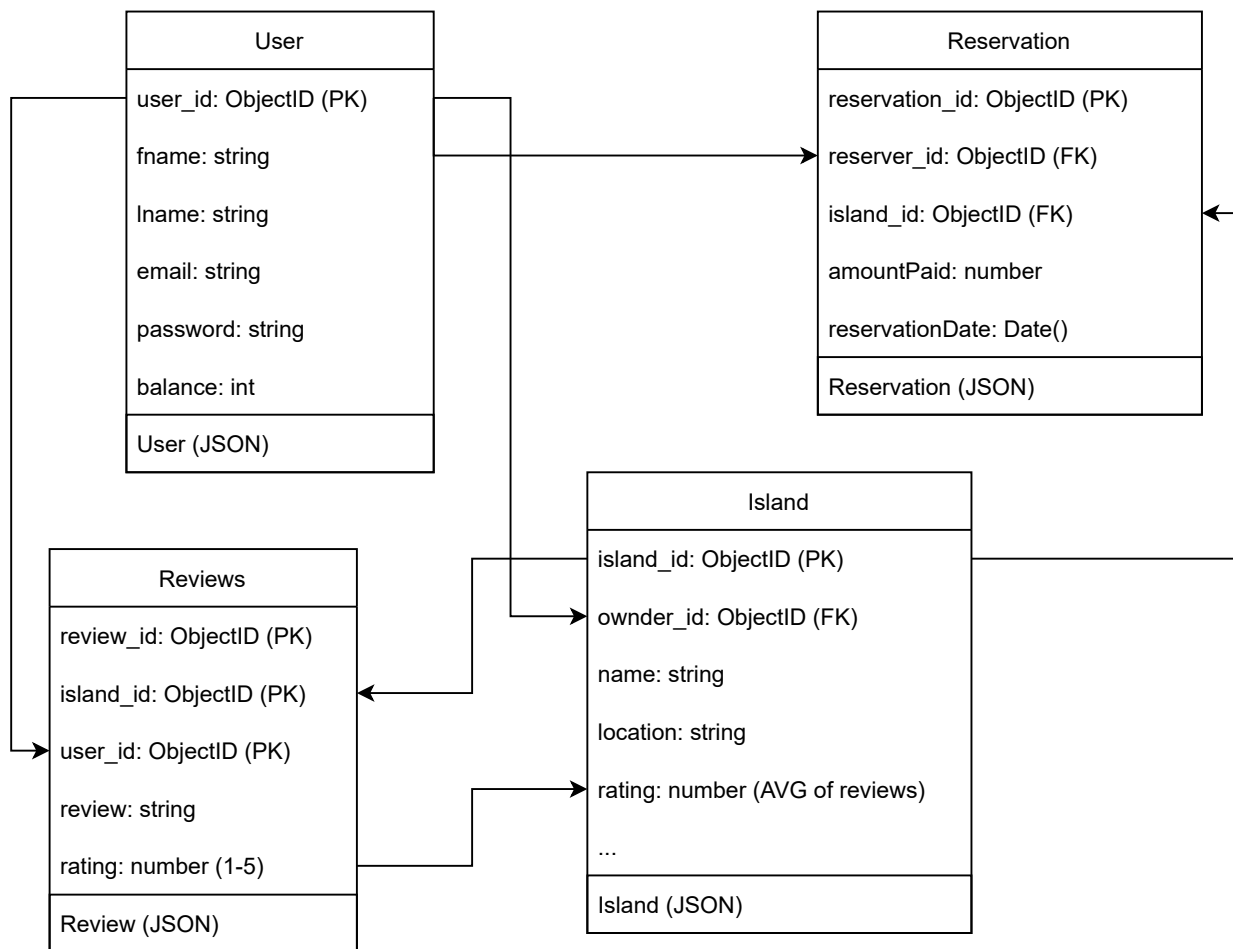 User
user_id: ObjectID (PK)
fname: string
lname: string
email: string
password: string
balance: int
User (JSON)
Reservation
reservation_id: ObjectID (PK)
reserver_id: ObjectID (FK)
island_id: ObjectID (FK)
amountPaid: number
reservationDate: Date()
Reservation (JSON)
Reviews
review_id: ObjectID (PK)
island_id: ObjectID (PK)
user_id: ObjectID (PK)
review: string
rating: number (1-5)
Review (JSON)
Island
island_id: ObjectID (PK)
ownder_id: ObjectID (FK)
name: string
location: string
rating: number (AVG of reviews)
...
Island (JSON)